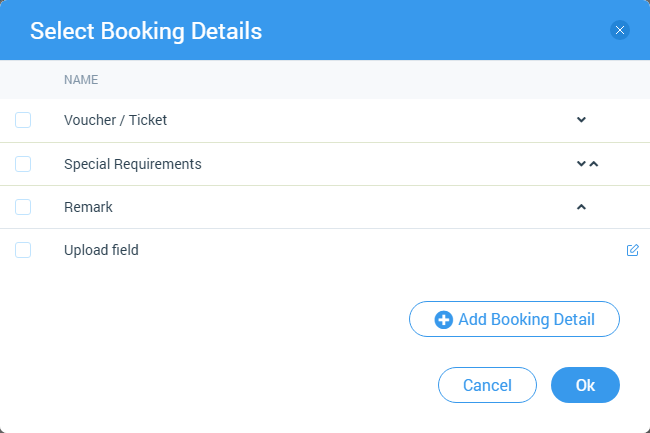 Select Booking Details
NAME
Voucher / Ticket
Special Requirements
Remark
Upload field
Add Booking Detail
Cancel Ok